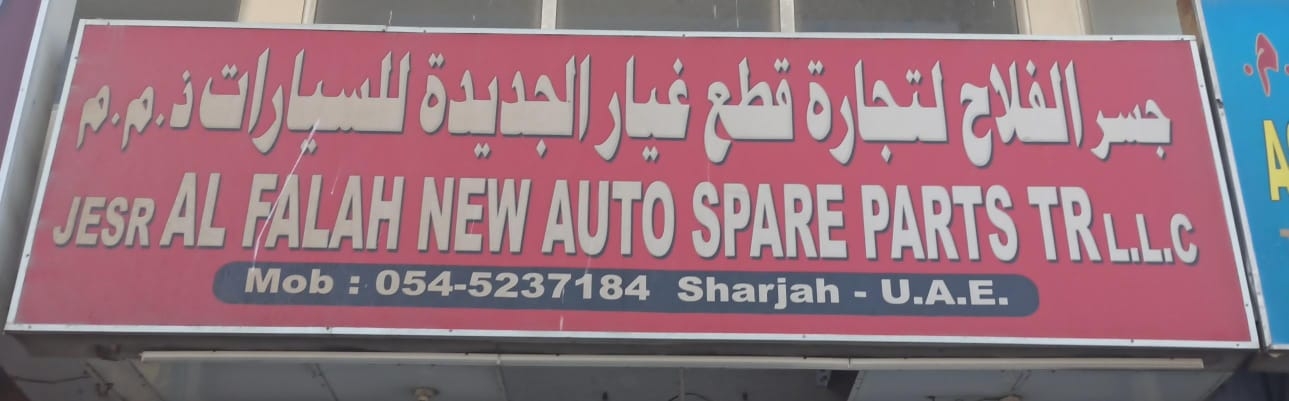 جسر الفلاح لتجارة قطع غيار الجديدة للسيارات ذ.م.م
JESR AL FALAH NEW AUTO SPARE PARTS TR L.L.C
Mob : 054-5237184 Sharjah - U.A.E.